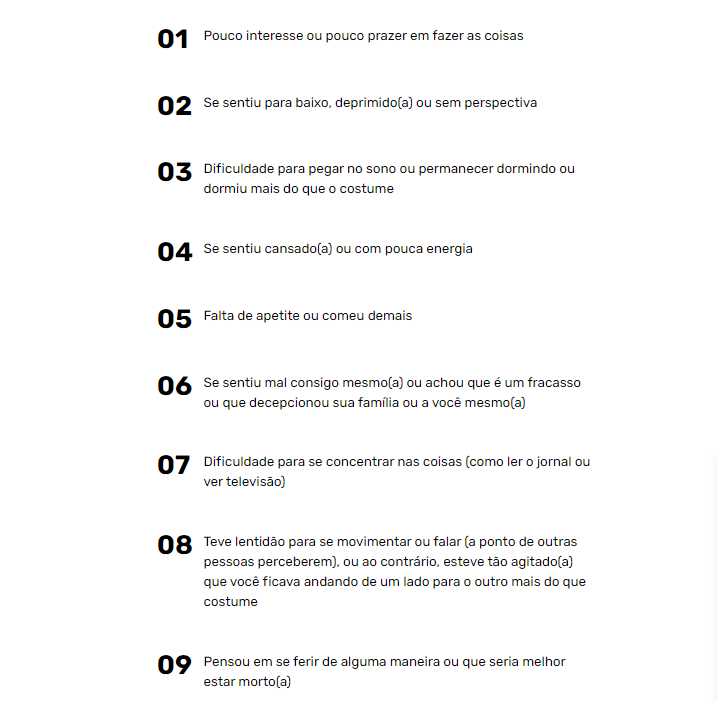 01 Pouco interesse ou pouco prazer em fazer as coisas
02 Se sentiu para baixo, deprimido(a) ou sem perspectiva
03 Dificuldade para pegar no sono ou permanecer dormindo ou
dormiu mais do que o costume
04 Se sentiu cansado(a) ou com pouca energia
05 Falta de apetite ou comeu demais
06 Se sentiu mal consigo mesmo(a) ou achou que é um fracasso
ou que decepcionou sua família ou a você mesmo(a)
07 Dificuldade para se concentrar nas coisas (como ler o jornal ou
ver televisão)
08 Teve lentidão para se movimentar ou falar (a ponto de outras
pessoas perceberem), ou ao contrário, esteve tão agitado(a)
que você ficava andando de um lado para o outro mais do que
costume
09 Pensou em se ferir de alguma maneira ou que seria melhor
estar morto(a)